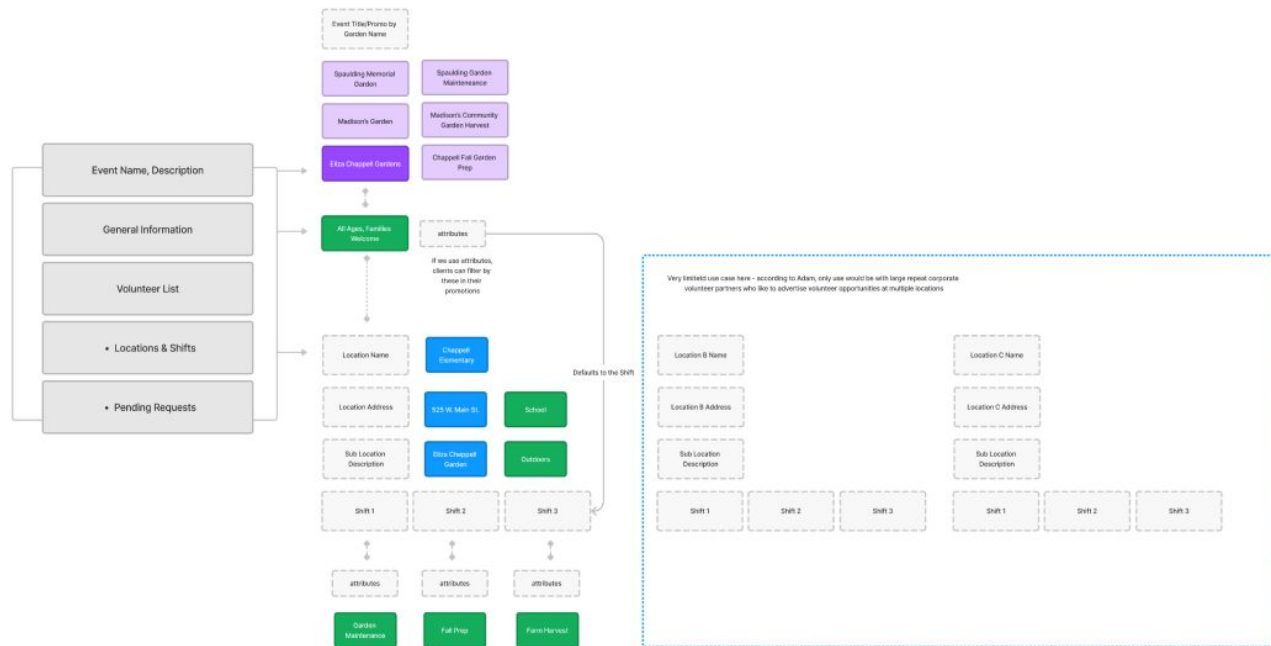 Event Title/Promo by
Garden Name
Spaulding Memorial
Garden
Spaulding Garden
Mainteneance
Madison's Garden
Madison's Community
Garden Harvest
Eliza Chappell Gardens
Chappell Fall Garden
Prep
Event Name, Description
General Information
Volunteer List
• Locations & Shifts
• Pending Requests
All Ages, Families
Welcome
attributes
If we use attributes,
clients can filter by
these in their
promotions
Defaults to the Shift
Location Name
Chappell
Elementary
Location Address
525 W. Main St.
School
Sub Location
Description
Eliza Chappell
Garden
Outdoors
Shift 1
Shift 2
Shift 3
attributes
attributes
attributes
Garden
Maintenance
Fall Prep
Farm Harvest
Very limiteld use case here - according to Adam, only use would be with large repeat corporate
volunteer partners who like to advertise volunteer opportunities at multiple locations
Location B Name
Location C Name
Location B Address
Location C Address
Sub Location
Description
Sub Location
Description
Shift 1
Shift 2
Shift 3
Shift 1
Shift 2
Shift 3